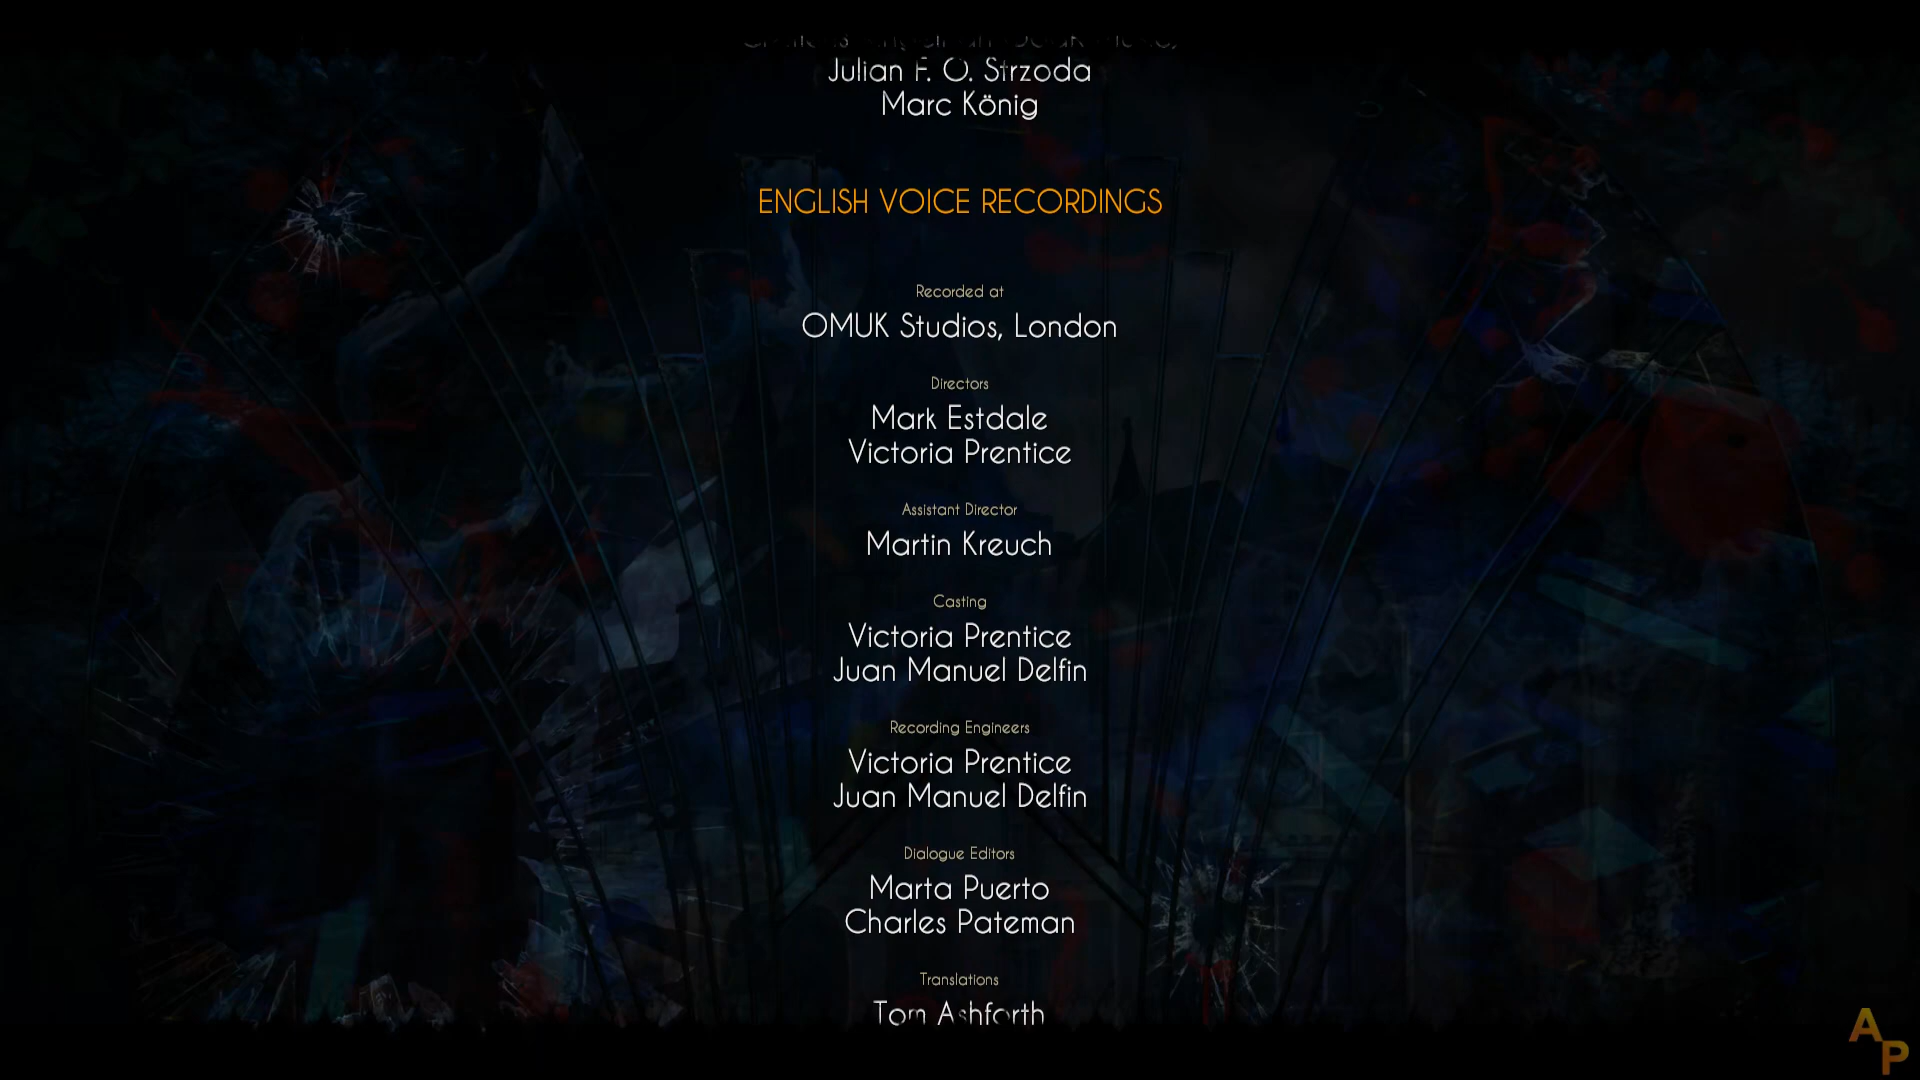 Julian F. O. Strzoda
Marc König
ENGLISH VOICE RECORDINGS
Recorded at
OMUK Studios, London
Directors
Mark Estdale
Victoria Prentice
Assistant Director
Martin Kreuch
Casting
Victoria Prentice
Juan Manuel Delfin
Recording Engineers
Victoria Prentice
Juan Manuel Delfin
Dialogue Editors
Marta Puerto
Charles Pateman
Translations
Tom Ashforth
AP